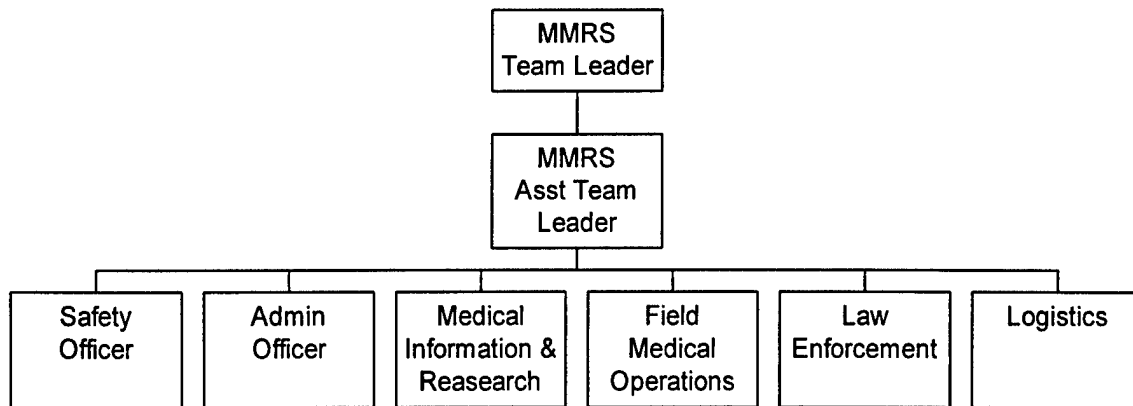 MMRS
Team Leader
MMRS
Asst Team
Leader
Safety
Officer
Admin
Officer
Medical
Information &
Reasearch
Field
Medical
Operations
Law
Enforcement
Logistics